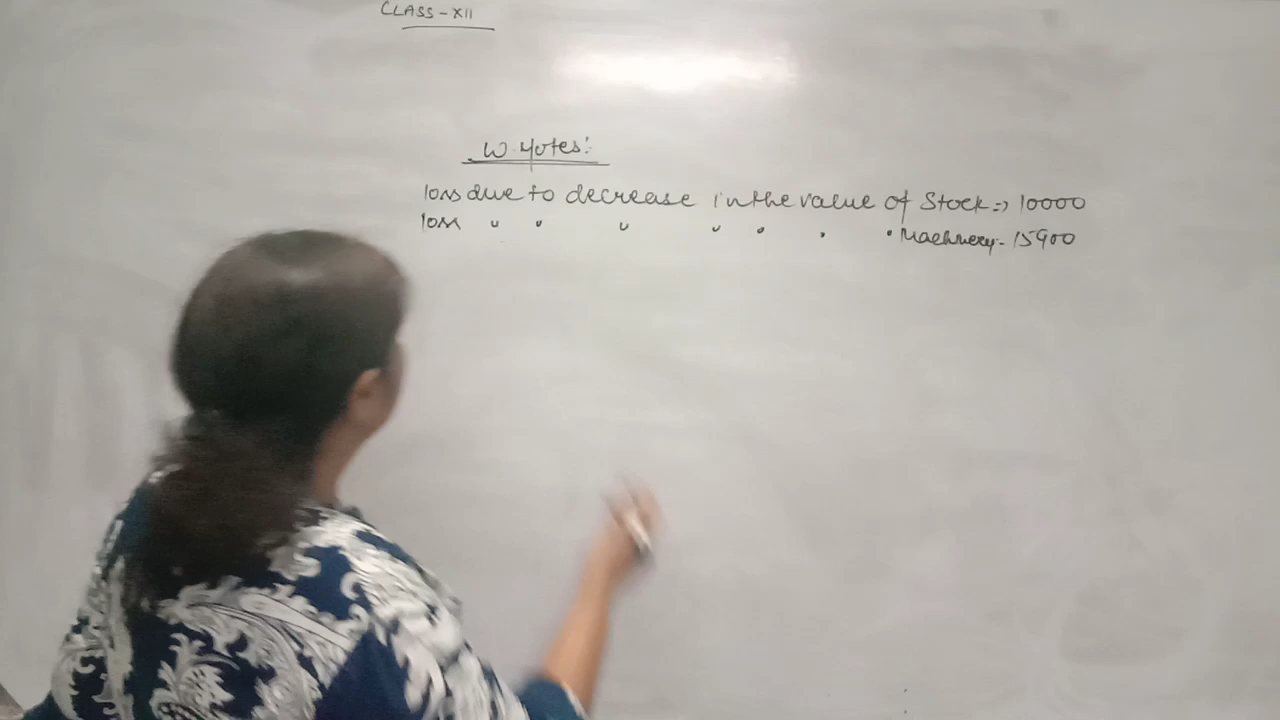 CLASS-XII
W. Notes:
loss due to decrease in the value of Stock => 10000
loss " " " " " " " Machinery - 15900